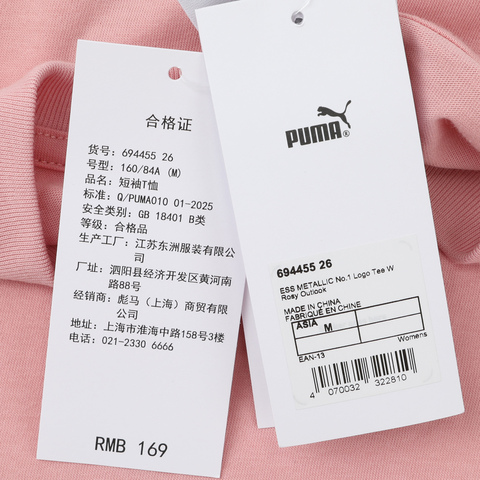 合格证
货号: 694455 26
号型: 160/84A (M)
品名: 短袖T恤
标准: Q/PUMA010 01-2025
安全类别: GB 18401 B类
等级: 合格品
生产工厂: 江苏东洲服装有限公
司
厂址: 泗阳县经济开发区黄河南
路88号
经销商: 彪马（上海）商贸有限
公司
地址: 上海市淮海中路158号3楼
电话: 021-2330 6666
RMB 169
PUMA
694455 26
ESS METALLIC No.1 Logo Tee W
Rosy Outlook
MADE IN CHINA
FABRIQUÉ EN CHINE
ASIA M
EAN-13
Womens
4 070032 322810